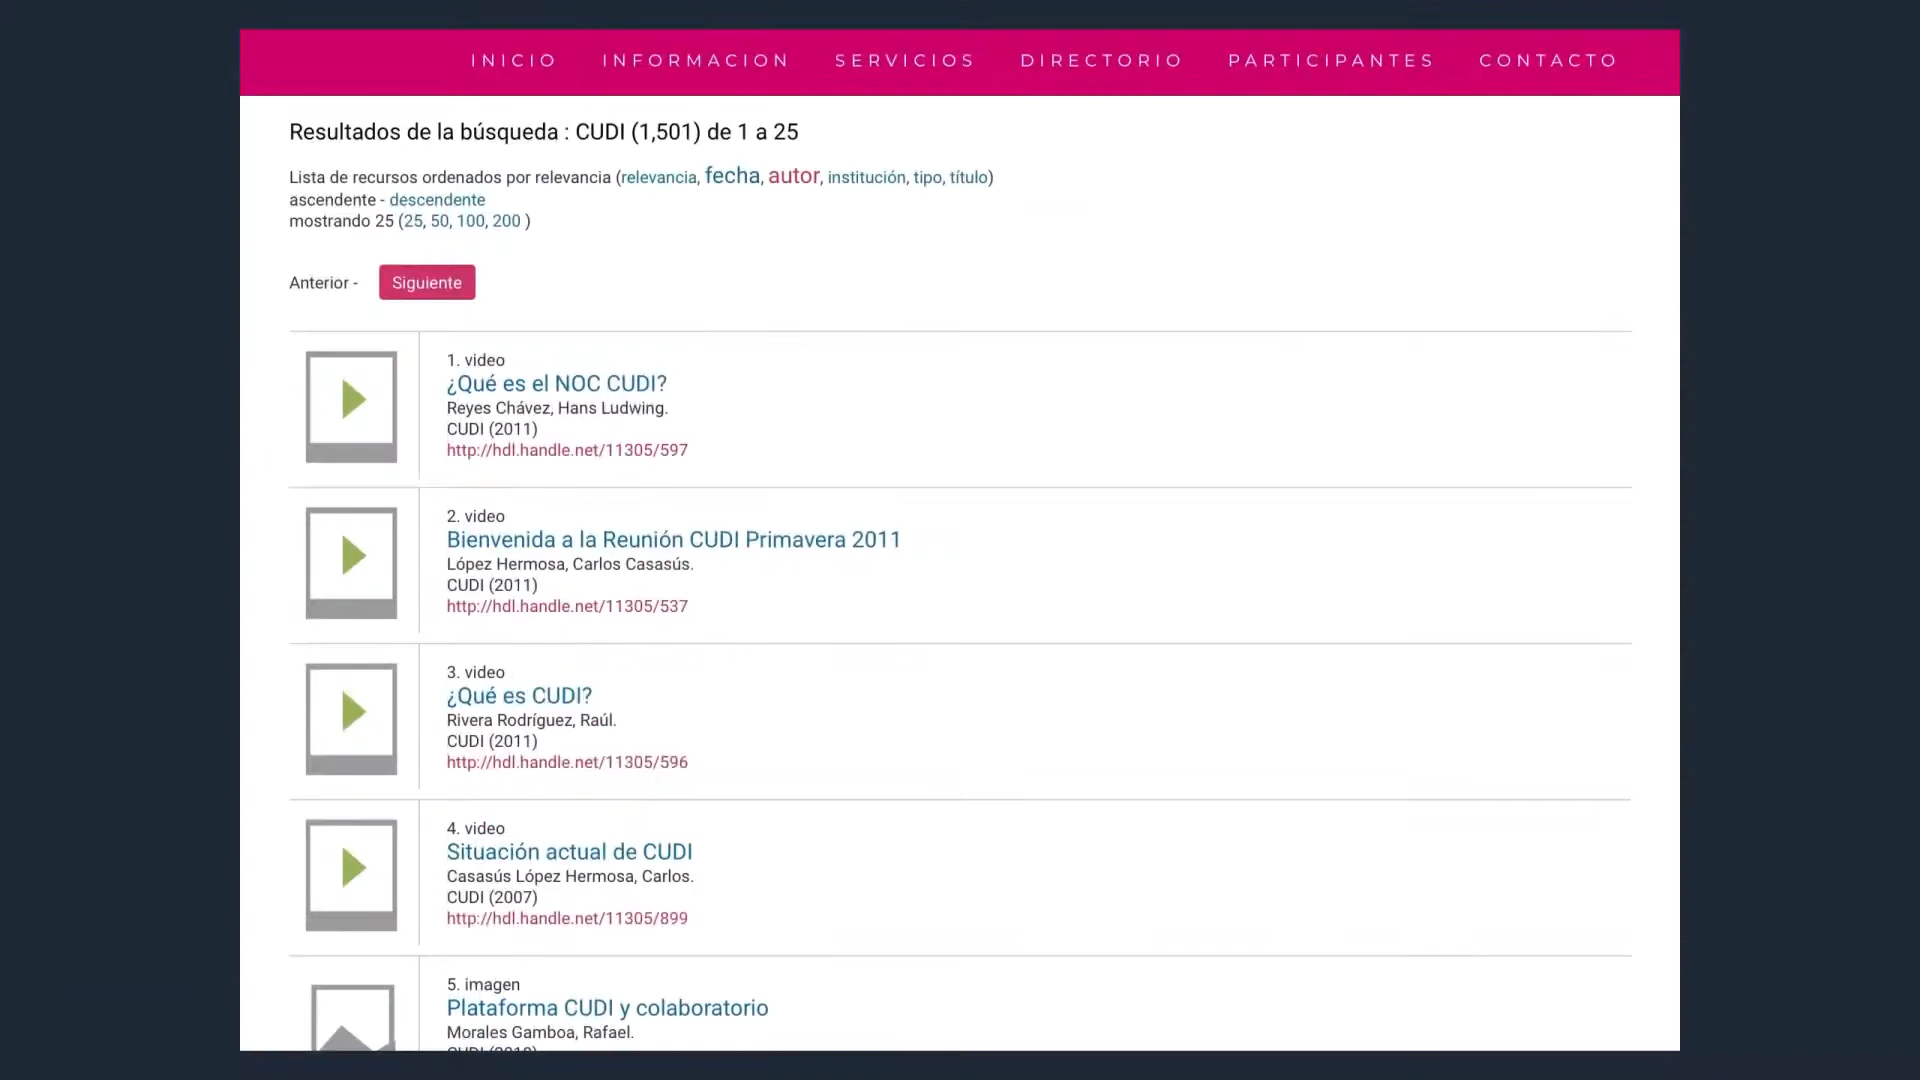 INICIO INFORMACION SERVICIOS DIRECTORIO PARTICIPANTES CONTACTO
Resultados de la búsqueda : CUDI (1,501) de 1 a 25
Lista de recursos ordenados por relevancia (relevancia, fecha, autor, institución, tipo, título)
ascendente - descendente
mostrando 25 (25, 50, 100, 200 )
Anterior - Siguiente
1. video
¿Qué es el NOC CUDI?
Reyes Chávez, Hans Ludwing.
CUDI (2011)
http://hdl.handle.net/11305/597
2. video
Bienvenida a la Reunión CUDI Primavera 2011
López Hermosa, Carlos Casasús.
CUDI (2011)
http://hdl.handle.net/11305/537
3. video
¿Qué es CUDI?
Rivera Rodríguez, Raúl.
CUDI (2011)
http://hdl.handle.net/11305/596
4. video
Situación actual de CUDI
Casasús López Hermosa, Carlos.
CUDI (2007)
http://hdl.handle.net/11305/899
5. imagen
Plataforma CUDI y colaboratorio
Morales Gamboa, Rafael.